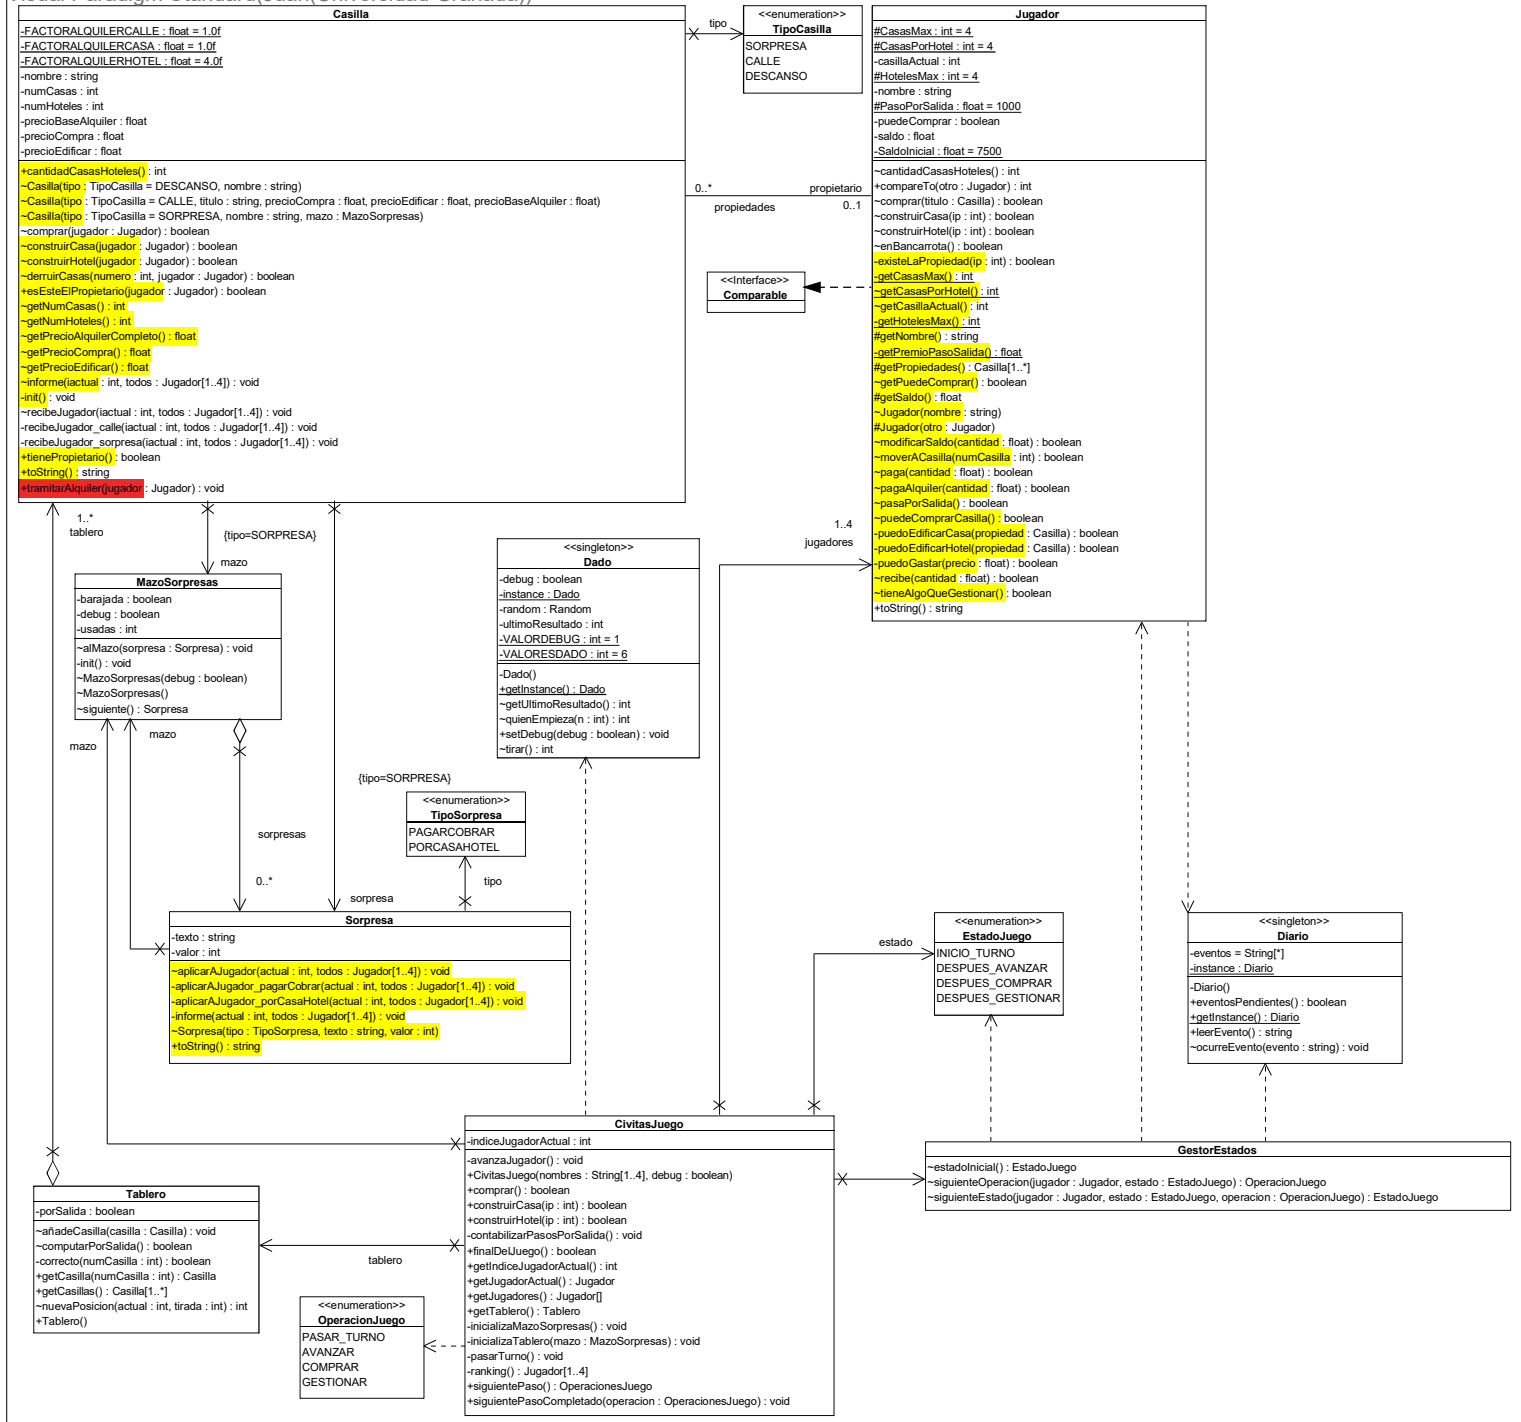 Visual Paradigm Standard(Juan(Universidad Granada))
Casilla
-FACTORALQUILERCALLE : float = 1.0f
-FACTORALQUILERCASA : float = 1.0f
-FACTORALQUILERHOTEL : float = 4.0f
-nombre : string
-numCasas : int
-numHoteles : int
-precioBaseAlquiler : float
-precioCompra : float
-precioEdificar : float
+cantidadCasasHoteles() : int
~Casilla(tipo : TipoCasilla = DESCANSO, nombre : string)
~Casilla(tipo : TipoCasilla = CALLE, titulo : string, precioCompra : float, precioEdificar : float, precioBaseAlquiler : float)
~Casilla(tipo : TipoCasilla = SORPRESA, nombre : string, mazo : MazoSorpresas)
~comprar(jugador : Jugador) : boolean
~construirCasa(jugador : Jugador) : boolean
~construirHotel(jugador : Jugador) : boolean
~derruirCasas(numero : int, jugador : Jugador) : boolean
+esEsteElPropietario(jugador : Jugador) : boolean
~getNumCasas() : int
~getNumHoteles() : int
~getPrecioAlquilerCompleto() : float
~getPrecioCompra() : float
~getPrecioEdificar() : float
~informe(iactual : int, todos : Jugador[1..4]) : void
-init() : void
~recibeJugador(iactual : int, todos : Jugador[1..4]) : void
-recibeJugador_calle(iactual : int, todos : Jugador[1..4]) : void
-recibeJugador_sorpresa(iactual : int, todos : Jugador[1..4]) : void
+tienePropietario() : boolean
+toString() : string
+tramitarAlquiler(jugador : Jugador) : void
tipo
<<enumeration>>
TipoCasilla
SORPRESA
CALLE
DESCANSO
0..*
propietario
propiedades
0..1
<<Interface>>
Comparable
Jugador
#CasasMax : int = 4
#CasasPorHotel : int = 4
-casillaActual : int
#HotelesMax : int = 4
-nombre : string
#PasoPorSalida : float = 1000
-puedeComprar : boolean
-saldo : float
-SaldoInicial : float = 7500
~cantidadCasasHoteles() : int
+compareTo(otro : Jugador) : int
~comprar(titulo : Casilla) : boolean
~construirCasa(ip : int) : boolean
~construirHotel(ip : int) : boolean
~enBancarrota() : boolean
-existeLaPropiedad(ip : int) : boolean
-getCasasMax() : int
~getCasasPorHotel() : int
~getCasillaActual() : int
-getHotelesMax() : int
#getNombre() : string
-getPremioPasoSalida() : float
#getPropiedades() : Casilla[1..*]
~getPuedeComprar() : boolean
#getSaldo() : float
~Jugador(nombre : string)
#Jugador(otro : Jugador)
~modificarSaldo(cantidad : float) : boolean
~moverACasilla(numCasilla : int) : boolean
~paga(cantidad : float) : boolean
~pagaAlquiler(cantidad : float) : boolean
~pasaPorSalida() : boolean
~puedeComprarCasilla() : boolean
-puedoEdificarCasa(propiedad : Casilla) : boolean
-puedoEdificarHotel(propiedad : Casilla) : boolean
-puedoGastar(precio : float) : boolean
~recibe(cantidad : float) : boolean
~tieneAlgoQueGestionar() : boolean
+toString() : string
1..*
tablero
{tipo=SORPRESA}
mazo
1..4
jugadores
MazoSorpresas
-barajada : boolean
-debug : boolean
-usadas : int
~alMazo(sorpresa : Sorpresa) : void
-init() : void
~MazoSorpresas(debug : boolean)
~MazoSorpresas()
~siguiente() : Sorpresa
<<singleton>>
Dado
-debug : boolean
-instance : Dado
-random : Random
-ultimoResultado : int
-VALORDEBUG : int = 1
-VALORESDADO : int = 6
-Dado()
+getInstance() : Dado
~getUltimoResultado() : int
~quienEmpieza(n : int) : int
+setDebug(debug : boolean) : void
~tirar() : int
mazo
mazo
{tipo=SORPRESA}
<<enumeration>>
TipoSorpresa
PAGARCOBRAR
PORCASAHOTEL
sorpresas
0..*
tipo
sorpresa
Sorpresa
-texto : string
-valor : int
~aplicarAJugador(actual : int, todos : Jugador[1..4]) : void
-aplicarAJugador_pagarCobrar(actual : int, todos : Jugador[1..4]) : void
-aplicarAJugador_porCasaHotel(actual : int, todos : Jugador[1..4]) : void
-informe(actual : int, todos : Jugador[1..4]) : void
~Sorpresa(tipo : TipoSorpresa, texto : string, valor : int)
+toString() : string
estado
<<enumeration>>
EstadoJuego
INICIO_TURNO
DESPUES_AVANZAR
DESPUES_COMPRAR
DESPUES_GESTIONAR
<<singleton>>
Diario
-eventos = String[*]
-instance : Diario
-Diario()
+eventosPendientes() : boolean
+getInstance() : Diario
+leerEvento() : string
~ocurreEvento(evento : string) : void
CivitasJuego
-indiceJugadorActual : int
-avanzaJugador() : void
+CivitasJuego(nombres : String[1..4], debug : boolean)
+comprar() : boolean
+construirCasa(ip : int) : boolean
+construirHotel(ip : int) : boolean
-contabilizarPasosPorSalida() : void
+finalDelJuego() : boolean
+getIndiceJugadorActual() : int
+getJugadorActual() : Jugador
+getJugadores() : Jugador[]
+getTablero() : Tablero
-inicializaMazoSorpresas() : void
-inicializaTablero(mazo : MazoSorpresas) : void
-pasarTurno() : void
-ranking() : Jugador[1..4]
+siguientePaso() : OperacionesJuego
+siguientePasoCompletado(operacion : OperacionesJuego) : void
GestorEstados
~estadoInicial() : EstadoJuego
~siguienteOperacion(jugador : Jugador, estado : EstadoJuego) : OperacionJuego
~siguienteEstado(jugador : Jugador, estado : EstadoJuego, operacion : OperacionJuego) : EstadoJuego
Tablero
-porSalida : boolean
~añadeCasilla(casilla : Casilla) : void
~computarPorSalida() : boolean
-correcto(numCasilla : int) : boolean
+getCasilla(numCasilla : int) : Casilla
+getCasillas() : Casilla[1..*]
~nuevaPosicion(actual : int, tirada : int) : int
+Tablero()
tablero
<<enumeration>>
OperacionJuego
PASAR_TURNO
AVANZAR
COMPRAR
GESTIONAR